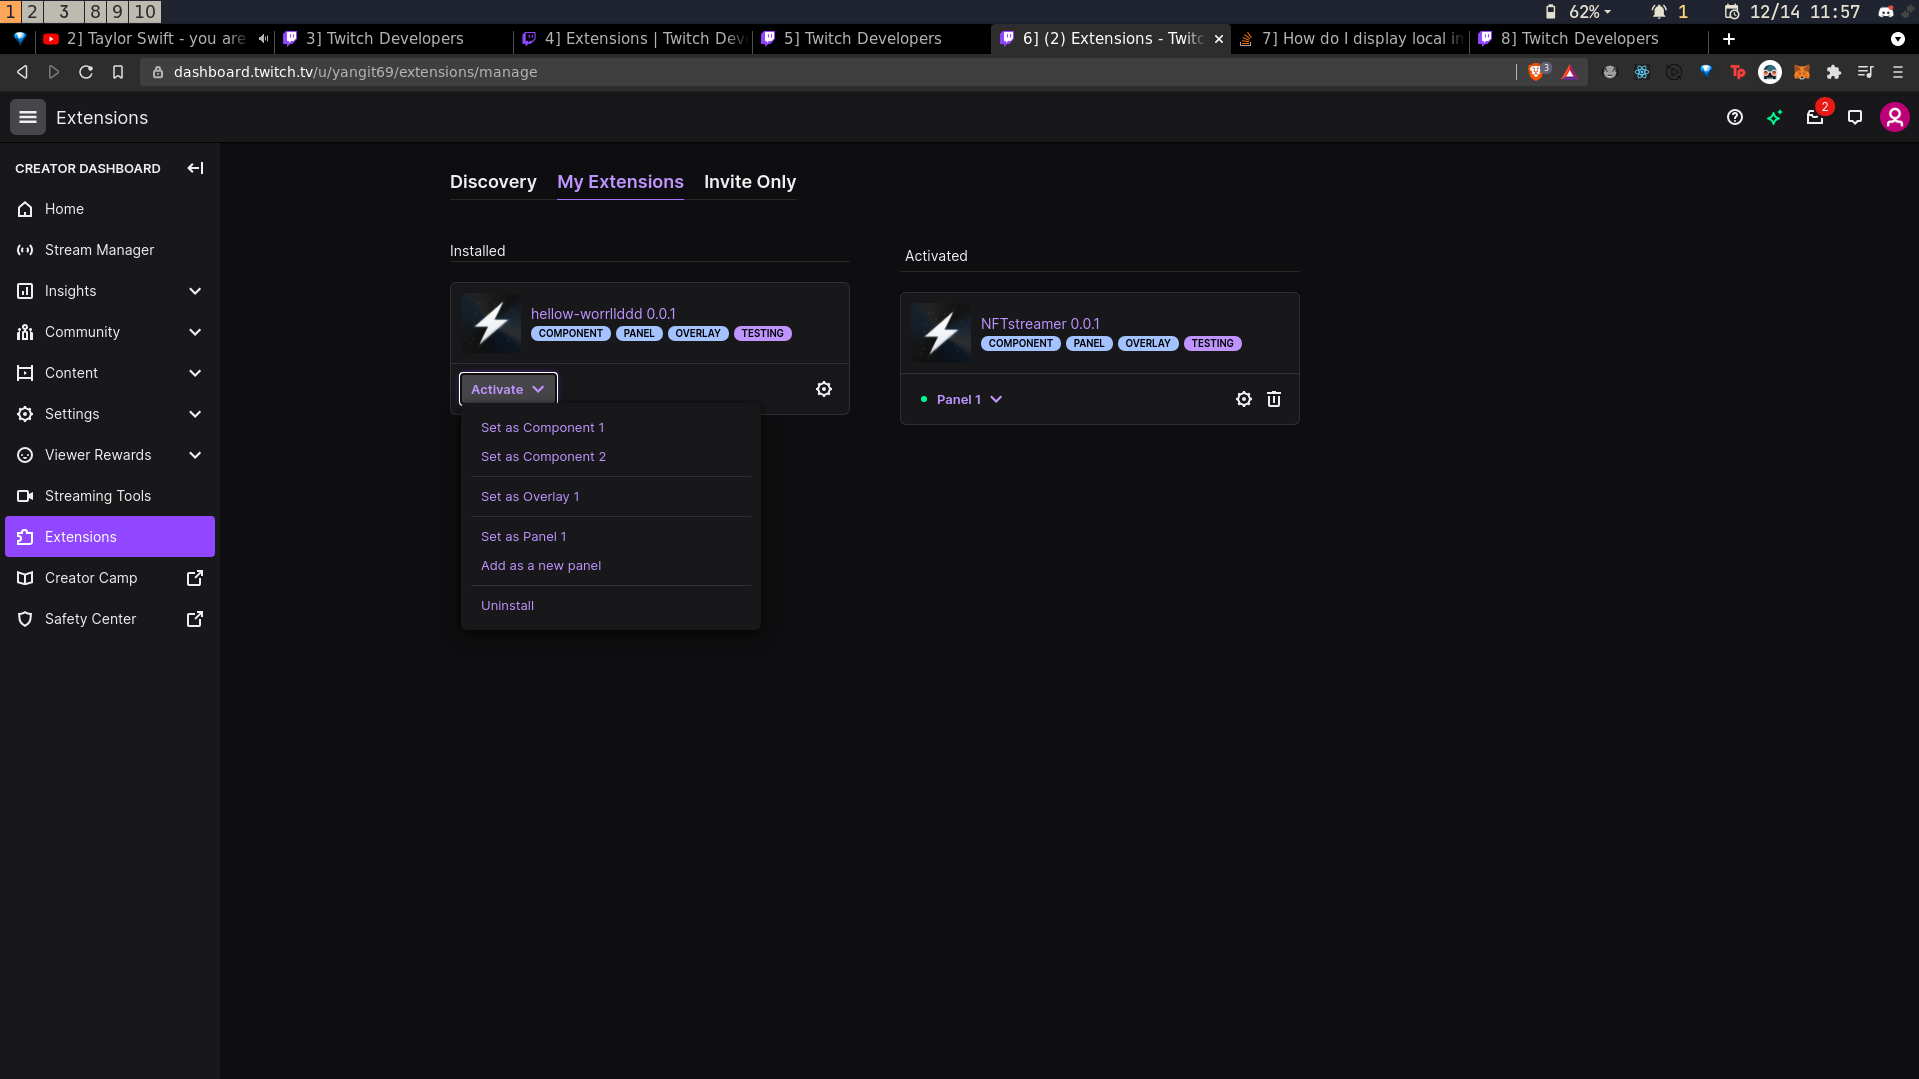 1 2 3 8 9 10 62% 1 12/14 11:57
2] Taylor Swift - you are 3] Twitch Developers 4] Extensions | Twitch Dev 5] Twitch Developers 6] (2) Extensions - Twitc 7] How do I display local in 8] Twitch Developers
dashboard.twitch.tv/u/yangit69/extensions/manage 3 Tp
Extensions 2
CREATOR DASHBOARD
Home
Stream Manager
Insights
Community
Content
Settings
Viewer Rewards
Streaming Tools
Extensions
Creator Camp
Safety Center
Discovery My Extensions Invite Only
Installed
hellow-worrllddd 0.0.1
COMPONENT PANEL OVERLAY TESTING
Activate
Set as Component 1
Set as Component 2
Set as Overlay 1
Set as Panel 1
Add as a new panel
Uninstall
Activated
NFTstreamer 0.0.1
COMPONENT PANEL OVERLAY TESTING
Panel 1